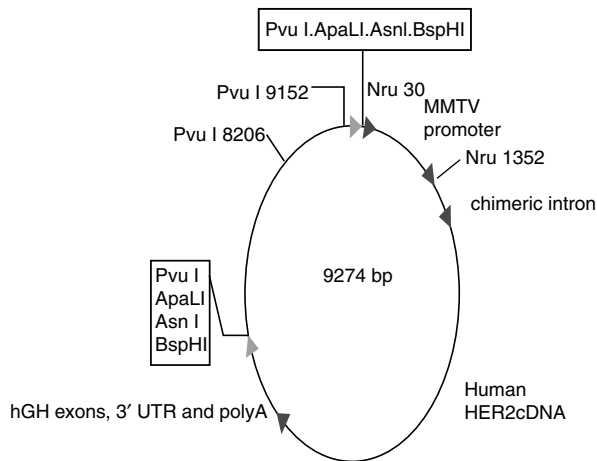 Pvu I.ApaLI.AsnI.BspHI
Nru 30
Pvu I 9152
MMTV
promoter
Pvu I 8206
Nru 1352
chimeric intron
9274 bp
Pvu I
ApaLI
Asn I
BspHI
Human
HER2cDNA
hGH exons, 3′ UTR and polyA